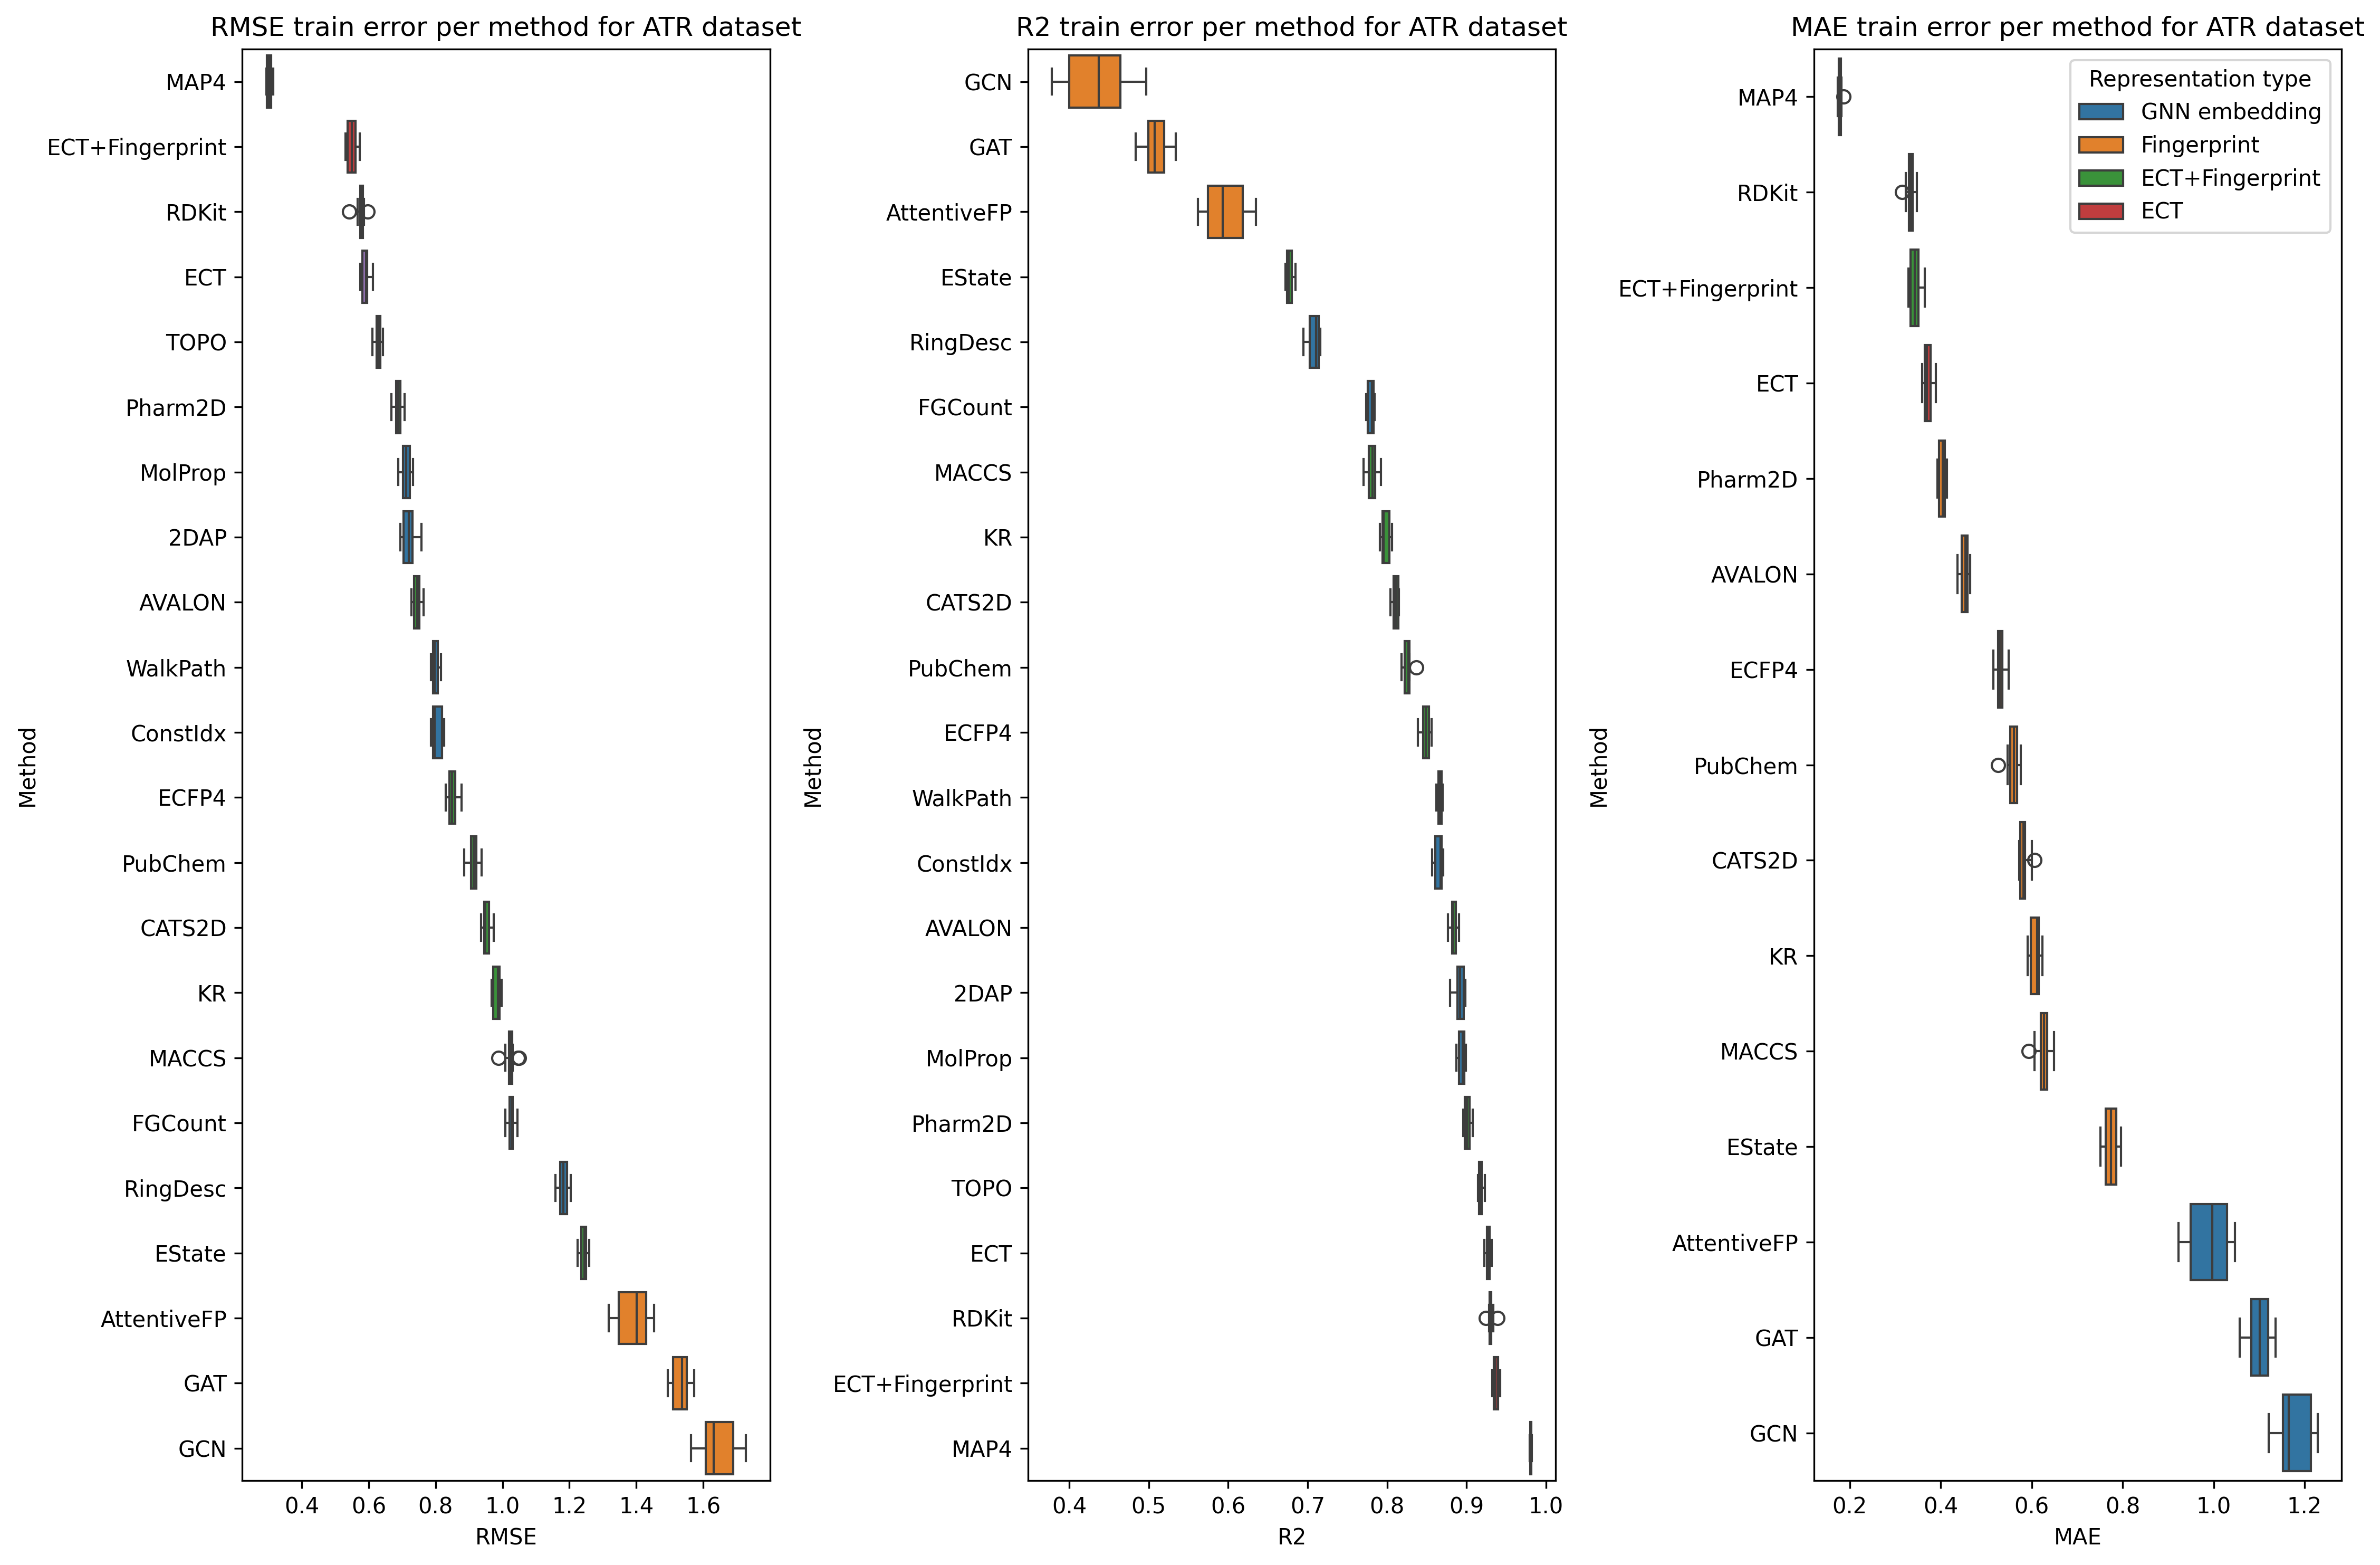 RMSE train error per method for ATR dataset
Method
MAP4
ECT+Fingerprint
RDKit
ECT
TOPO
Pharm2D
MolProp
2DAP
AVALON
WalkPath
ConstIdx
ECFP4
PubChem
CATS2D
KR
MACCS
FGCount
RingDesc
EState
AttentiveFP
GAT
GCN
0.4 0.6 0.8 1.0 1.2 1.4 1.6
RMSE
R2 train error per method for ATR dataset
Method
GCN
GAT
AttentiveFP
EState
RingDesc
FGCount
MACCS
KR
CATS2D
PubChem
ECFP4
WalkPath
ConstIdx
AVALON
2DAP
MolProp
Pharm2D
TOPO
ECT
RDKit
ECT+Fingerprint
MAP4
0.4 0.5 0.6 0.7 0.8 0.9 1.0
R2
MAE train error per method for ATR dataset
Method
MAP4
RDKit
ECT+Fingerprint
ECT
Pharm2D
AVALON
ECFP4
PubChem
CATS2D
KR
MACCS
EState
AttentiveFP
GAT
GCN
0.2 0.4 0.6 0.8 1.0 1.2
MAE
Representation type
GNN embedding
Fingerprint
ECT+Fingerprint
ECT